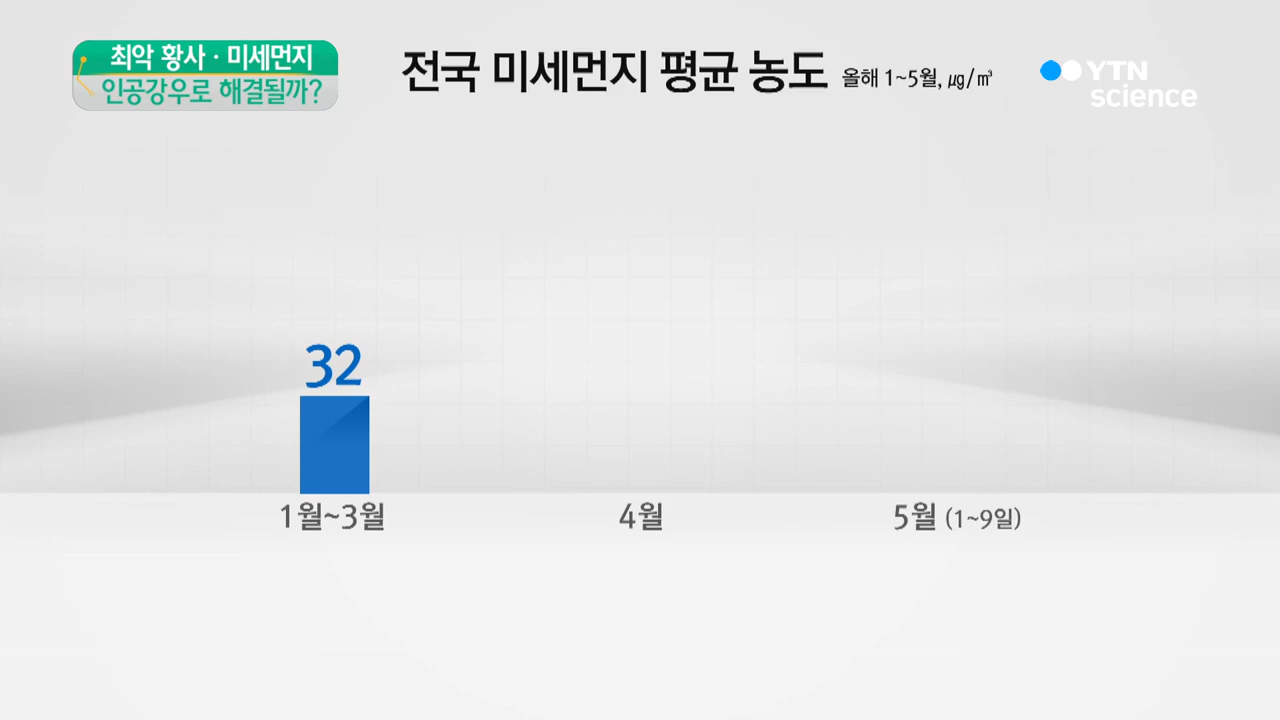 최악 황사 · 미세먼지
인공강우로 해결될까?
전국 미세먼지 평균 농도 올해 1~5월, ㎍/㎥
YTN
science
32
1월~3월
4월
5월 (1~9일)